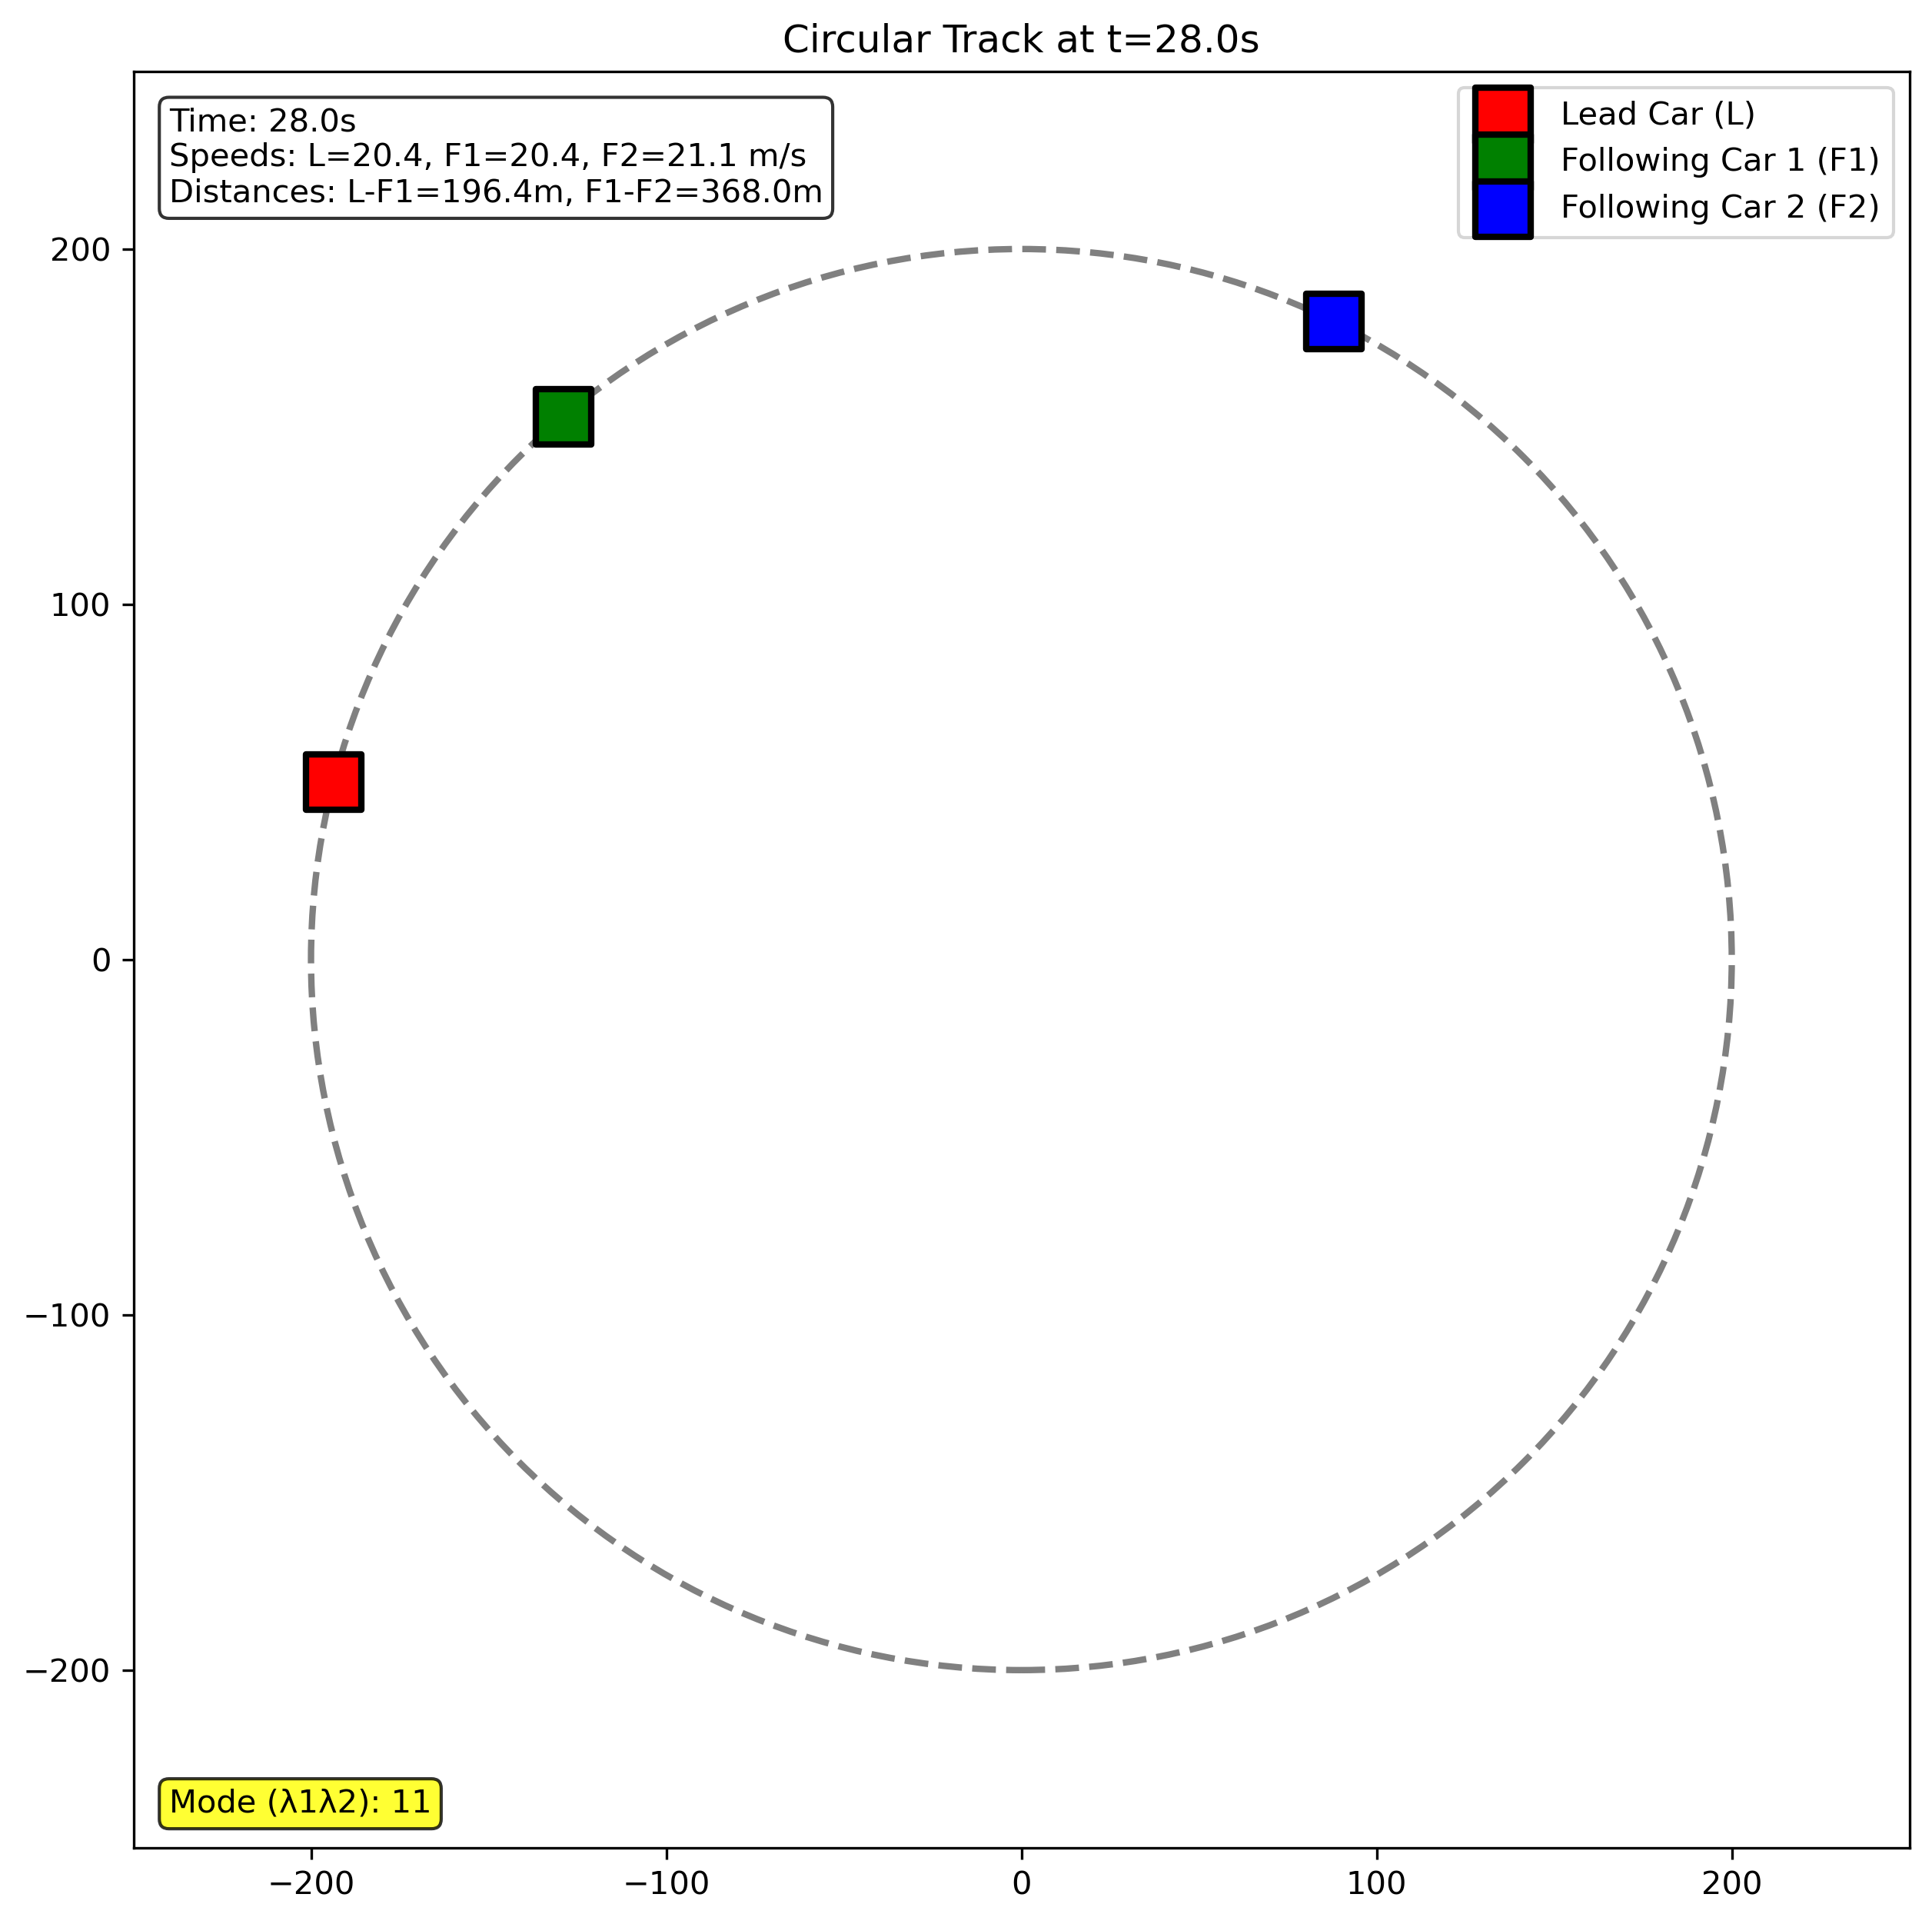 Circular Track at t=28.0s
Time: 28.0s
Speeds: L=20.4, F1=20.4, F2=21.1 m/s
Distances: L-F1=196.4m, F1-F2=368.0m
Lead Car (L)
Following Car 1 (F1)
Following Car 2 (F2)
200
100
0
−100
−200
Mode (λ1λ2): 11
−200
−100
0
100
200